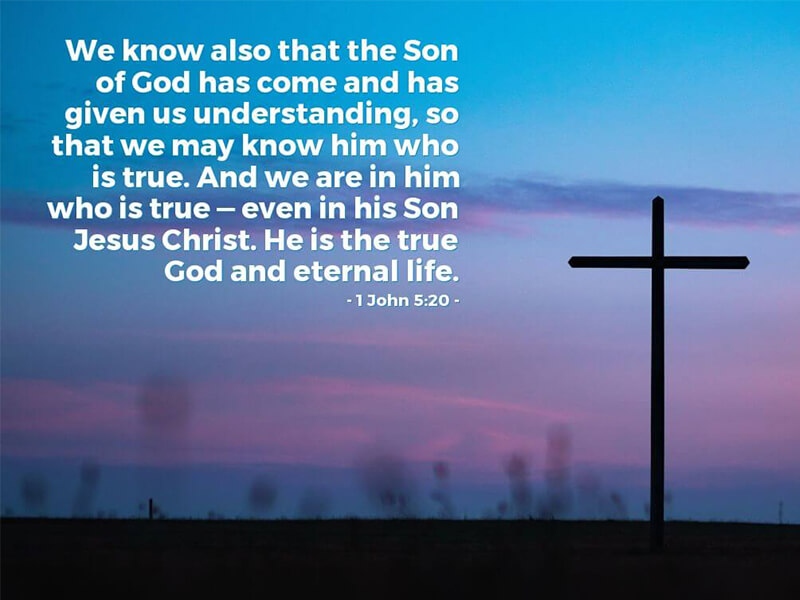 We know also that the Son
of God has come and has
given us understanding, so
that we may know him who
is true. And we are in him
who is true – even in his Son
Jesus Christ. He is the true
God and eternal life.
- 1 John 5:20 -